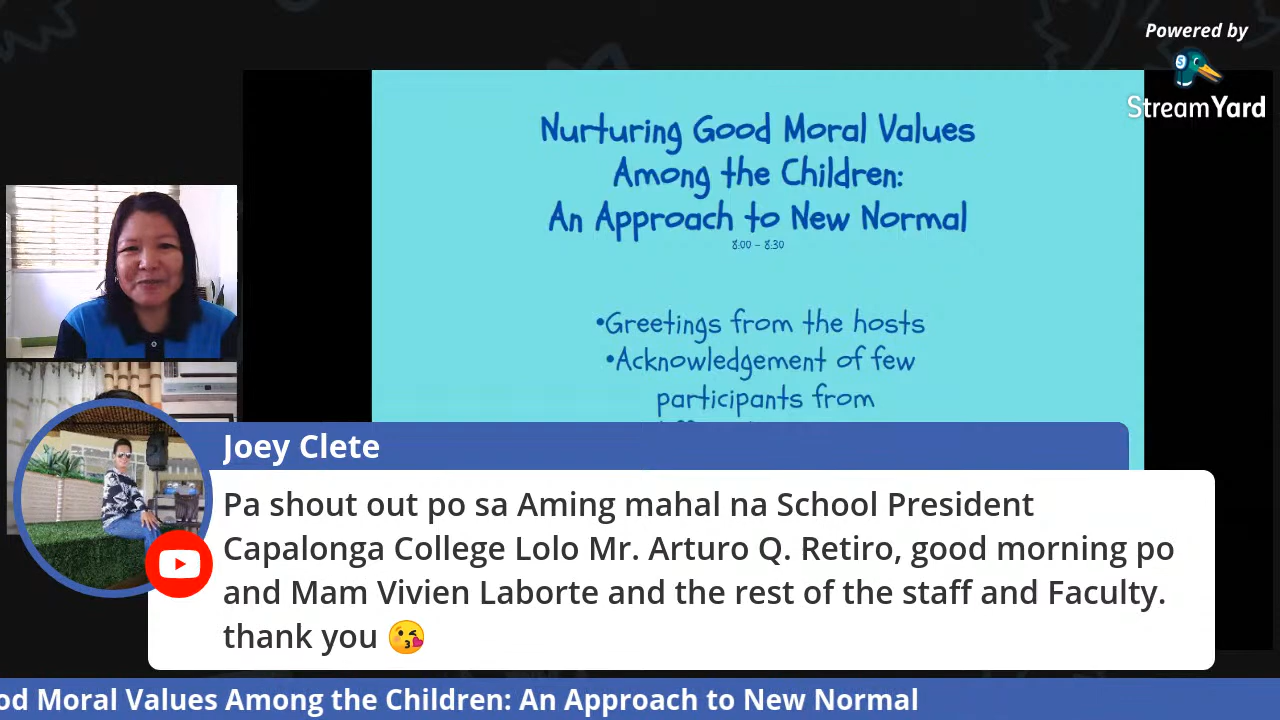 Powered by
StreamYard
Nurturing Good Moral Values
Among the Children:
An Approach to New Normal
8:00 - 8:30
•Greetings from the hosts
•Acknowledgement of few
participants from
Joey Clete
Pa shout out po sa Aming mahal na School President
Capalonga College Lolo Mr. Arturo Q. Retiro, good morning po
and Mam Vivien Laborte and the rest of the staff and Faculty.
thank you 😘
od Moral Values Among the Children: An Approach to New Normal